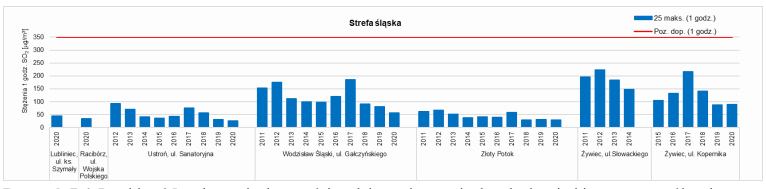 Strefa śląska
25 maks. (1 godz.)
Poz. dop. (1 godz.)
Stężenia 1 godz. SO₂ [µg/m³]
350
300
250
200
150
100
50
0
2020 2020 2012 2013 2014 2015 2016 2017 2018 2019 2020 2011 2012 2013 2014 2015 2016 2017 2018 2019 2020 2011 2012 2013 2014 2015 2016 2017 2018 2019 2020 2011 2012 2013 2014 2015 2016 2017 2018 2019 2020
Lubliniec, ul. ks. Szymały
Racibórz, ul Wojska Polskiego
Ustroń, ul. Sanatoryjna
Wodzisław Śląski, ul. Gałczyńskiego
Złoty Potok
Żywiec, ul.Słowackiego
Żywiec, ul. Kopernika